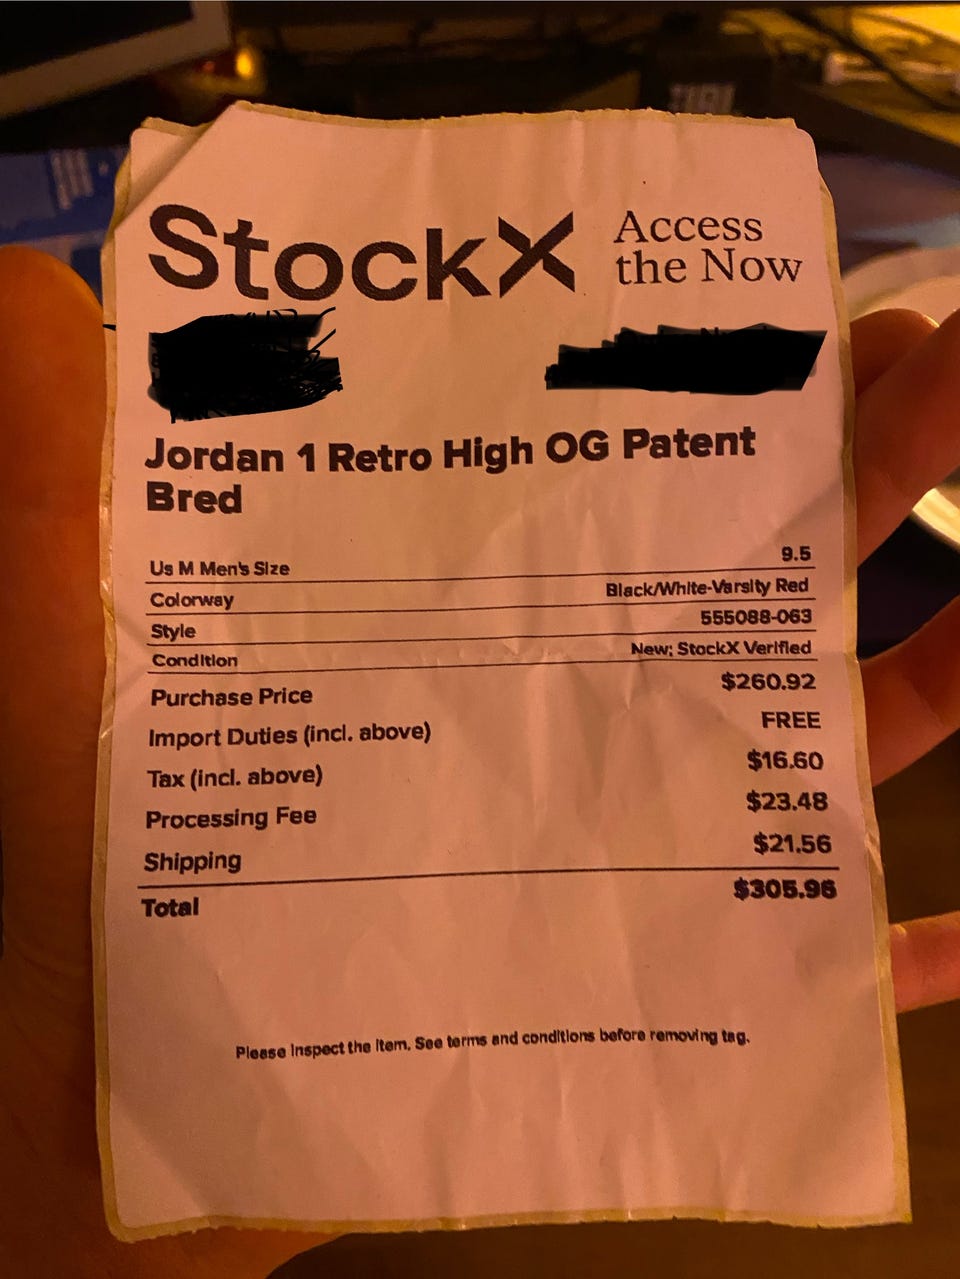 StockX Access
the Now
Jordan 1 Retro High OG Patent
Bred
Us M Men's Size 9.5
Colorway Black/White-Varsity Red
Style 555088-063
Condition New; StockX Verified
Purchase Price $260.92
Import Duties (incl. above) FREE
Tax (incl. above) $16.60
Processing Fee $23.48
Shipping $21.56
Total $305.96
Please inspect the item. See terms and conditions before removing tag.